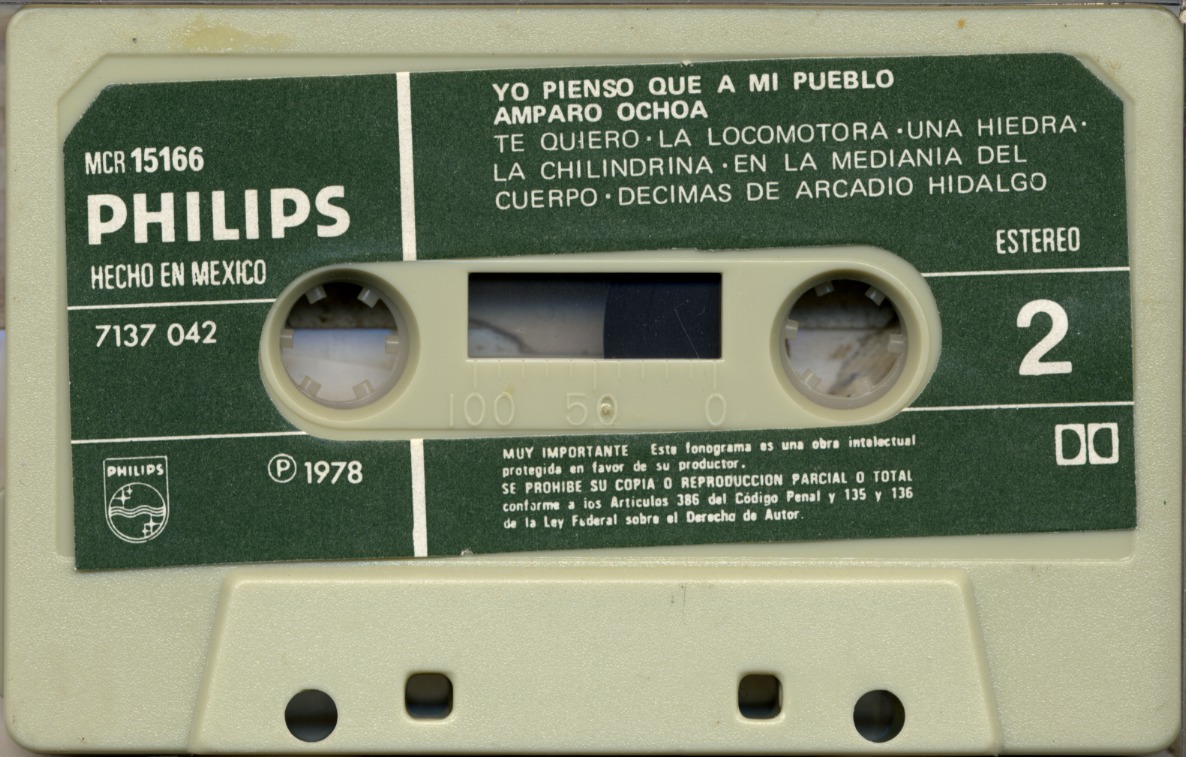 YO PIENSO QUE A MI PUEBLO
AMPARO OCHOA
TE QUIERO·LA LOCOMOTORA·UNA HIEDRA·
LA CHILINDRINA·EN LA MEDIANIA DEL
CUERPO·DECIMAS DE ARCADIO HIDALGO
MCR 15166
PHILIPS
HECHO EN MEXICO
ESTEREO
7137 042
2
100 50 0
PHILIPS
Ⓟ 1978
MUY IMPORTANTE Este fonograma es una obra intelectual
protegida en favor de su productor.
SE PROHIBE SU COPIA O REPRODUCCION PARCIAL O TOTAL
conforme a los Articulos 386 del Código Penal y 135 y 136
de la Ley Federal sobre el Derecho de Autor.